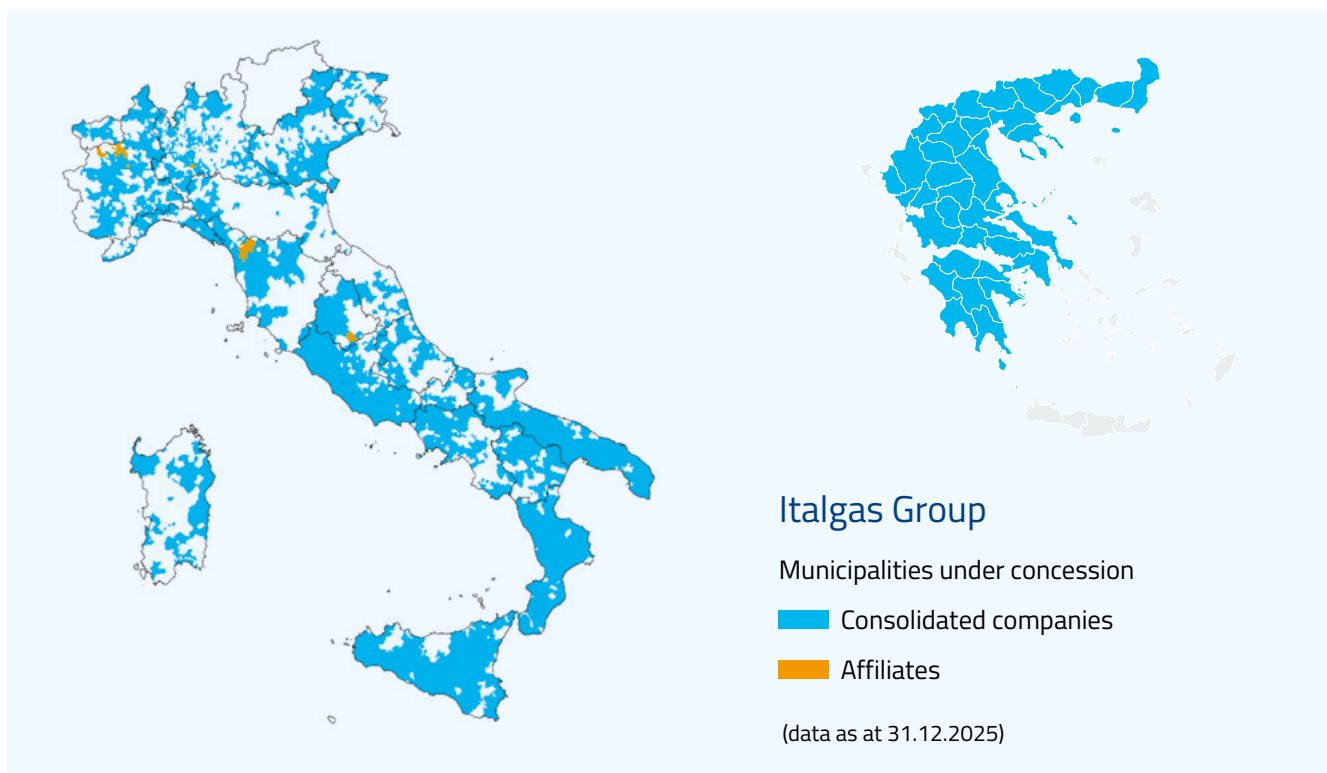 Italgas Group
Municipalities under concession
Consolidated companies
Affiliates
(data as at 31.12.2025)